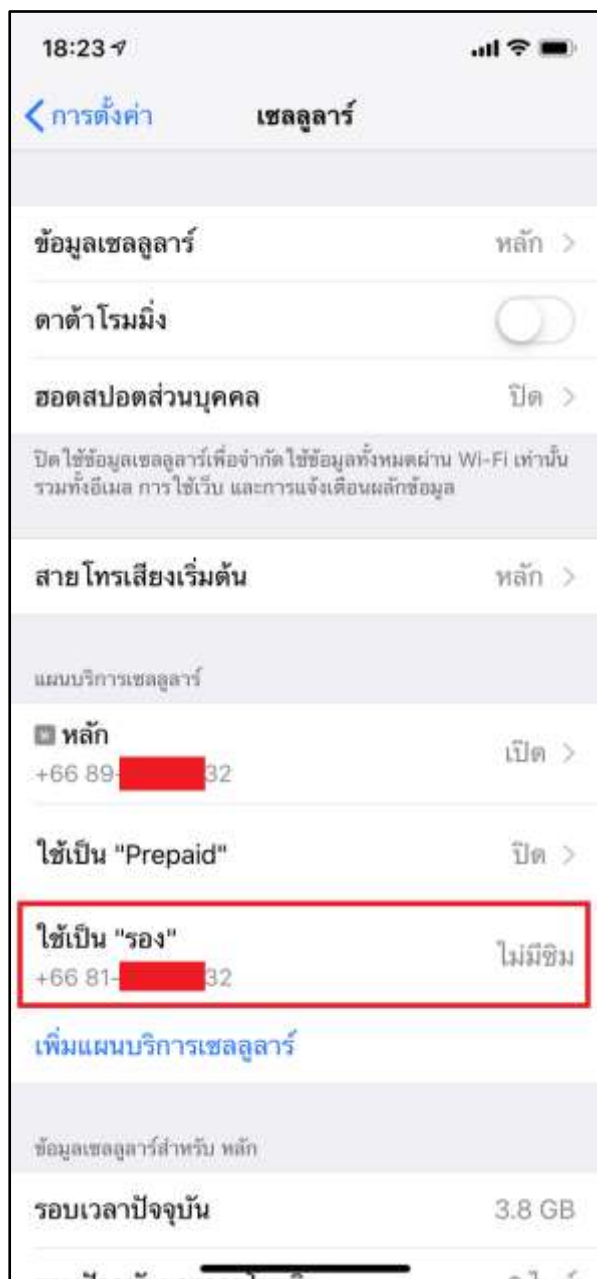 18:23
การตั้งค่า เซลลูลาร์
ข้อมูลเซลลูลาร์ หลัก
ดาต้าโรมมิ่ง
ฮอตสปอตส่วนบุคคล ปิด
ปิดใช้ข้อมูลเซลลูลาร์เพื่อจำกัดใช้ข้อมูลทั้งหมดผ่าน Wi-Fi เท่านั้น
รวมทั้งอีเมล การใช้เว็บ และการแจ้งเตือนผลักข้อมูล
สายโทรเสียงเริ่มต้น หลัก
แผนบริการเซลลูลาร์
หลัก เปิด
+66 89- 32
ใช้เป็น "Prepaid" ปิด
ใช้เป็น "รอง" ไม่มีซิม
+66 81- 32
เพิ่มแผนบริการเซลลูลาร์
ข้อมูลเซลลูลาร์สำหรับ หลัก
รอบเวลาปัจจุบัน 3.8 GB